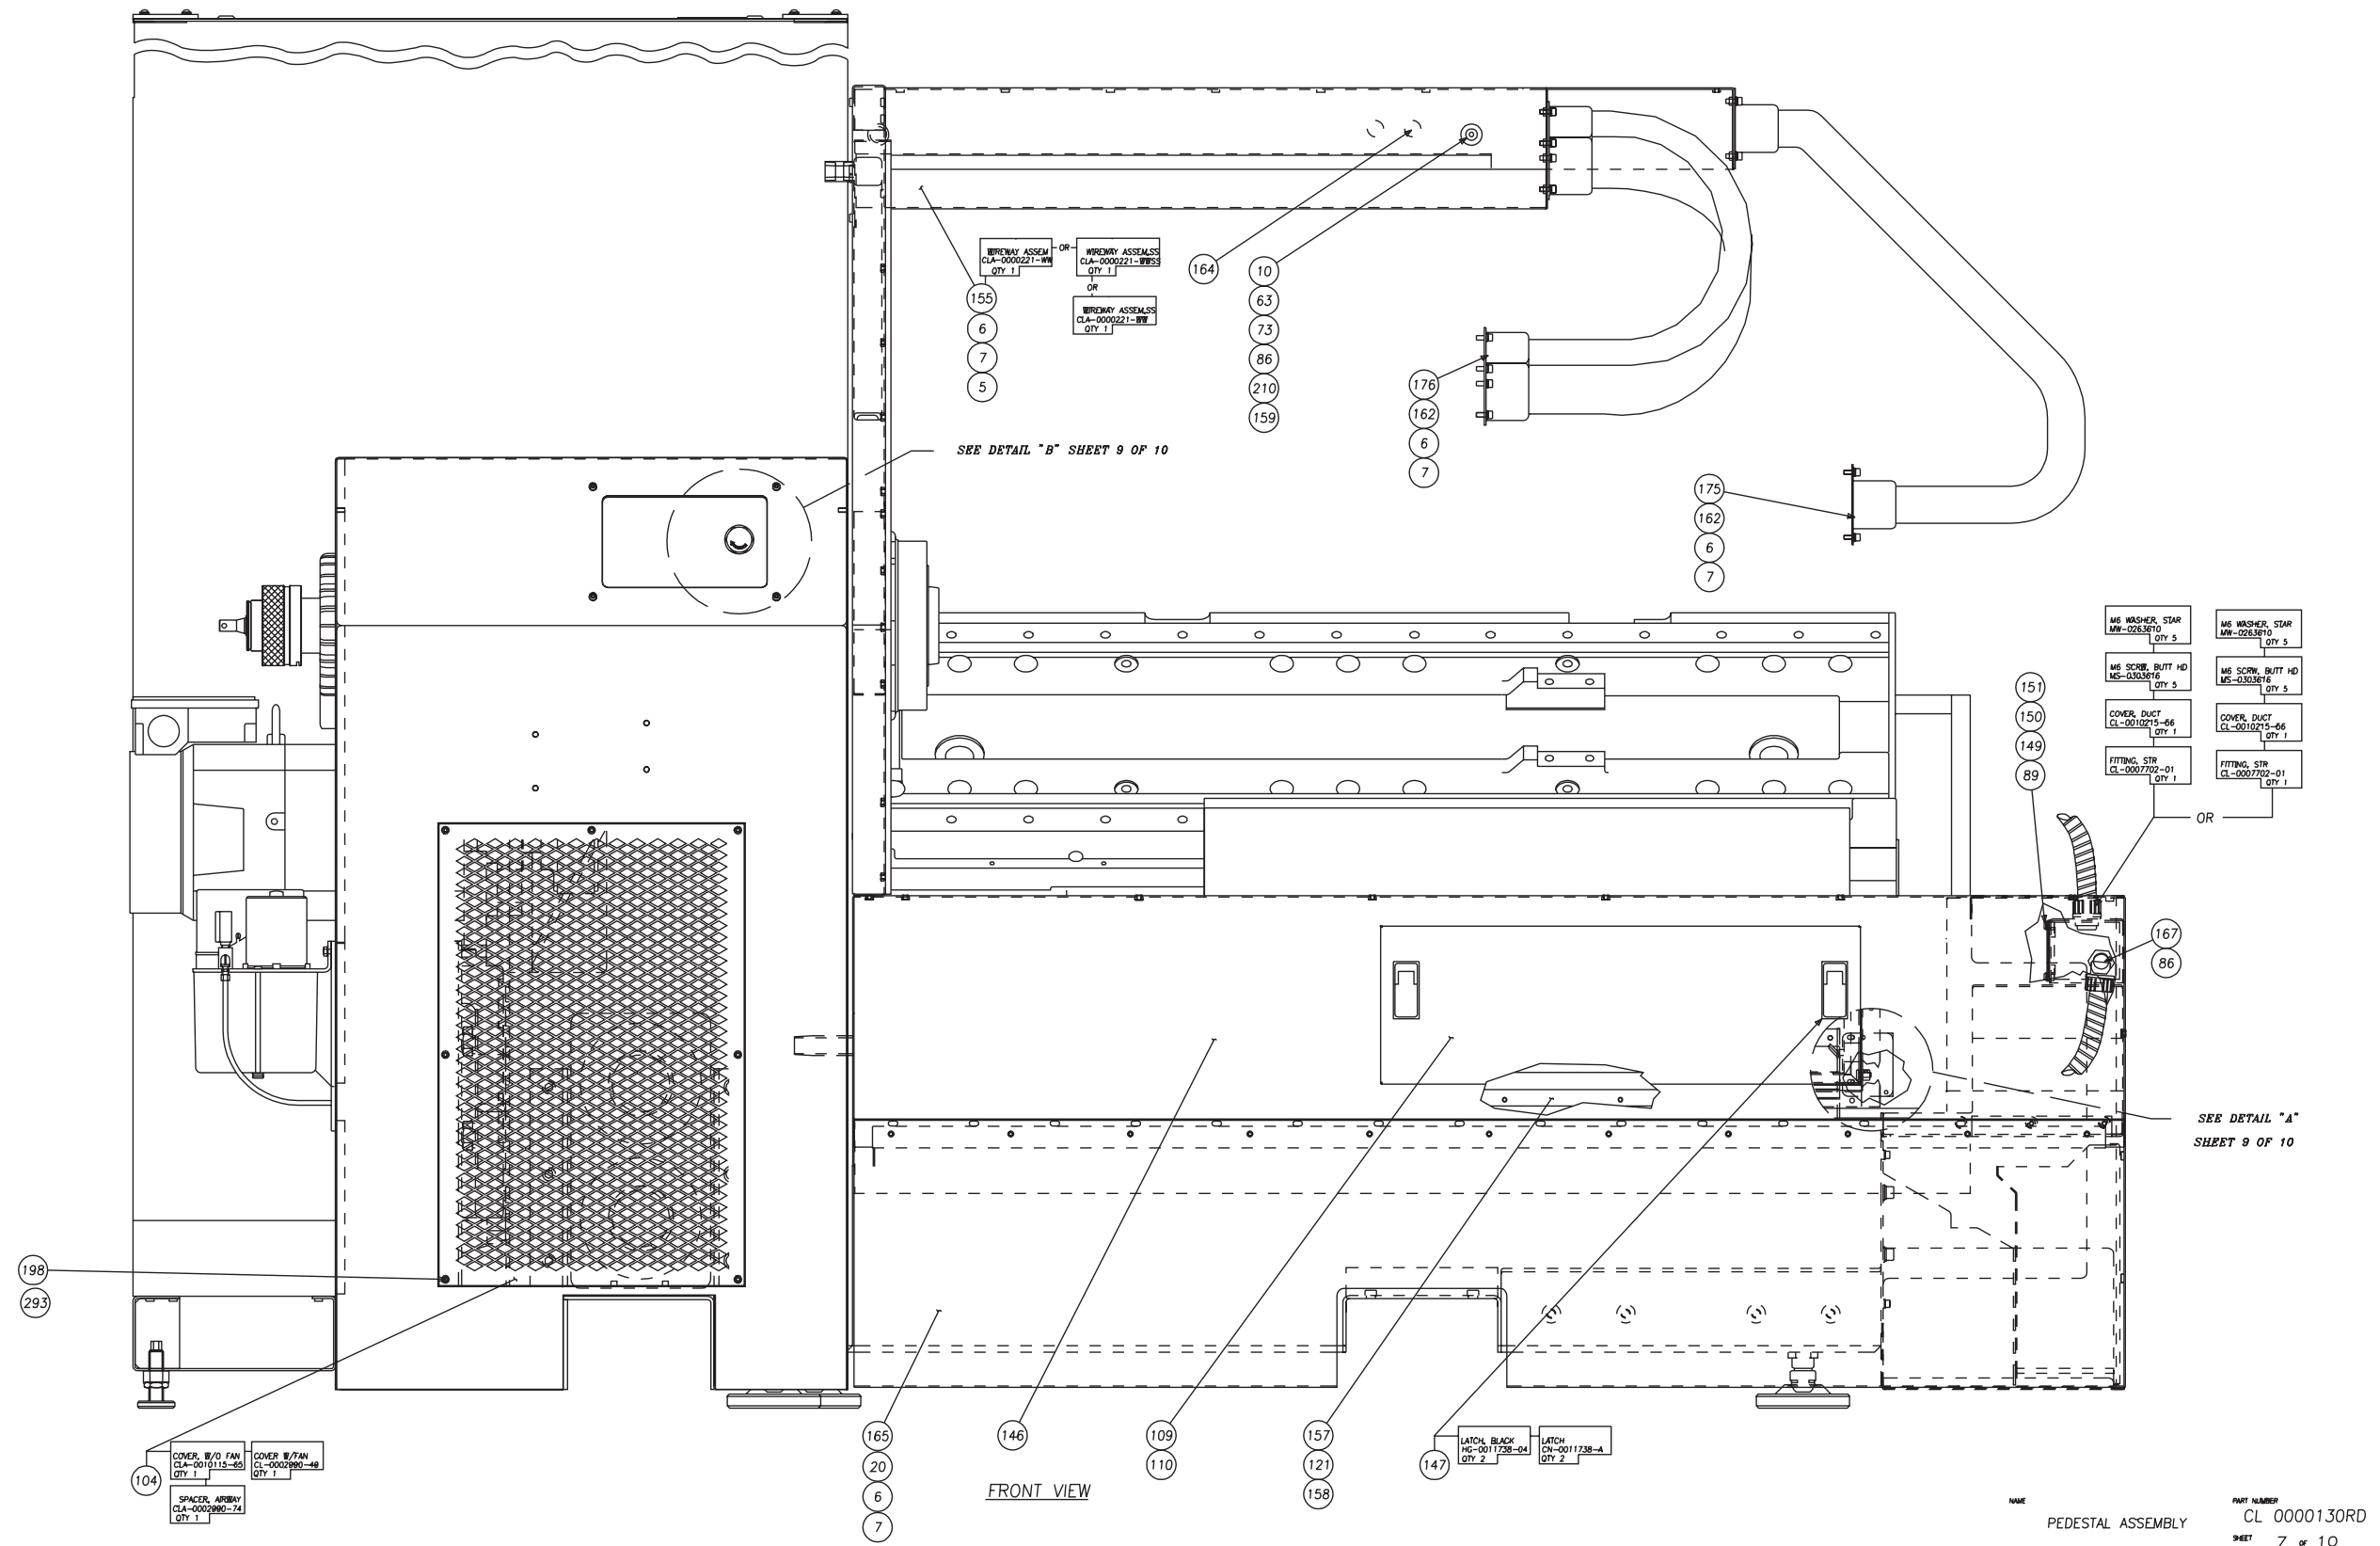 WIREWAY ASSEM
CLA-0000221-WW
QTY 1
OR
WIREWAY ASSEM,SS
CLA-0000221-WWSS
QTY 1
OR
WIREWAY ASSEM,SS
CLA-0000221-WW
QTY 1
155
6
7
5
164
10
63
73
86
210
159
176
162
6
7
SEE DETAIL "B" SHEET 9 OF 10
175
162
6
7
M6 WASHER, STAR
MW-0263610
QTY 5
M6 SCRW, BUTT HD
MS-0303616
QTY 5
COVER, DUCT
CL-0010215-66
QTY 1
FITTING, STR
CL-0007702-01
QTY 1
M6 WASHER, STAR
MW-0263610
QTY 5
M6 SCRW, BUTT HD
MS-0303616
QTY 5
COVER, DUCT
CL-0010215-66
QTY 1
FITTING, STR
CL-0007702-01
QTY 1
OR
151
150
149
89
167
86
SEE DETAIL "A"
SHEET 9 OF 10
198
293
104
COVER, W/O FAN
CLA-0010115-65
QTY 1
COVER W/FAN
CL-0002990-49
QTY 1
SPACER, AIRWAY
CLA-0002990-74
QTY 1
165
20
6
7
146
109
110
157
121
158
147
LATCH, BLACK
HG-0011738-04
QTY 2
LATCH
CN-0011738-A
QTY 2
FRONT VIEW
NAME
PEDESTAL ASSEMBLY
PART NUMBER
CL 0000130RD
SHEET 7 OF 10